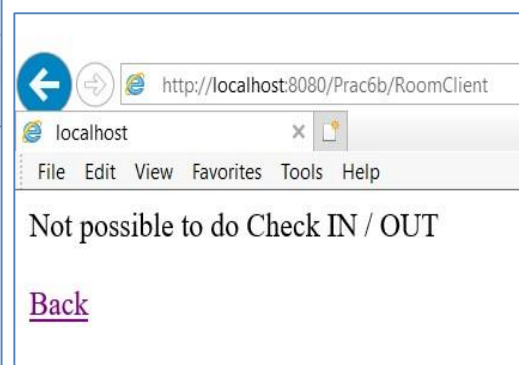 http://localhost:8080/Prac6b/RoomClient
localhost
File Edit View Favorites Tools Help
Not possible to do Check IN / OUT
Back